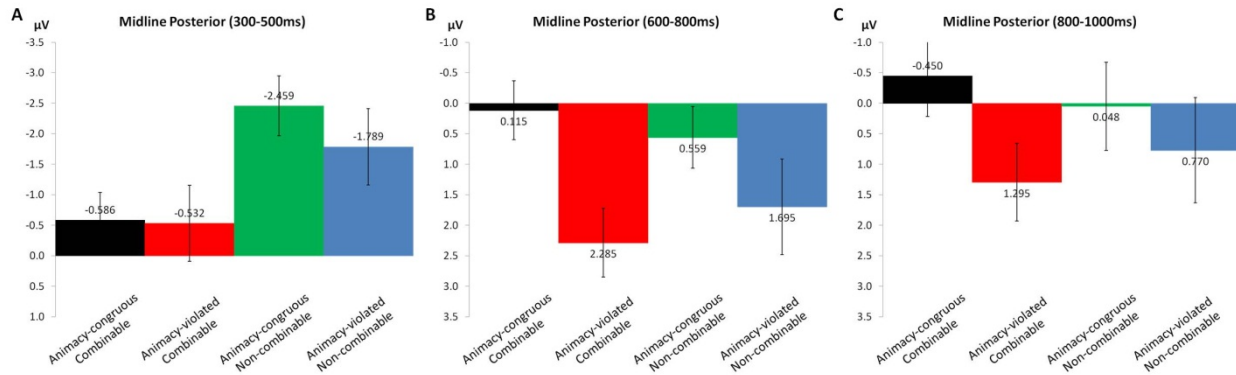 A
µV
Midline Posterior (300-500ms)
-3.5
-3.0
-2.5
-2.0
-1.5
-1.0
-0.5
0.0
0.5
1.0
-0.586
-0.532
-2.459
-1.789
Animacy-congruous
Combinable
Animacy-violated
Combinable
Animacy-congruous
Non-combinable
Animacy-violated
Non-combinable
B
µV
Midline Posterior (600-800ms)
-1.0
-0.5
0.0
0.5
1.0
1.5
2.0
2.5
3.0
3.5
0.115
2.285
0.559
1.695
Animacy-congruous
Combinable
Animacy-violated
Combinable
Animacy-congruous
Non-combinable
Animacy-violated
Non-combinable
C
µV
Midline Posterior (800-1000ms)
-1.0
-0.5
0.0
0.5
1.0
1.5
2.0
2.5
3.0
3.5
-0.450
1.295
0.048
0.770
Animacy-congruous
Combinable
Animacy-violated
Combinable
Animacy-congruous
Non-combinable
Animacy-violated
Non-combinable